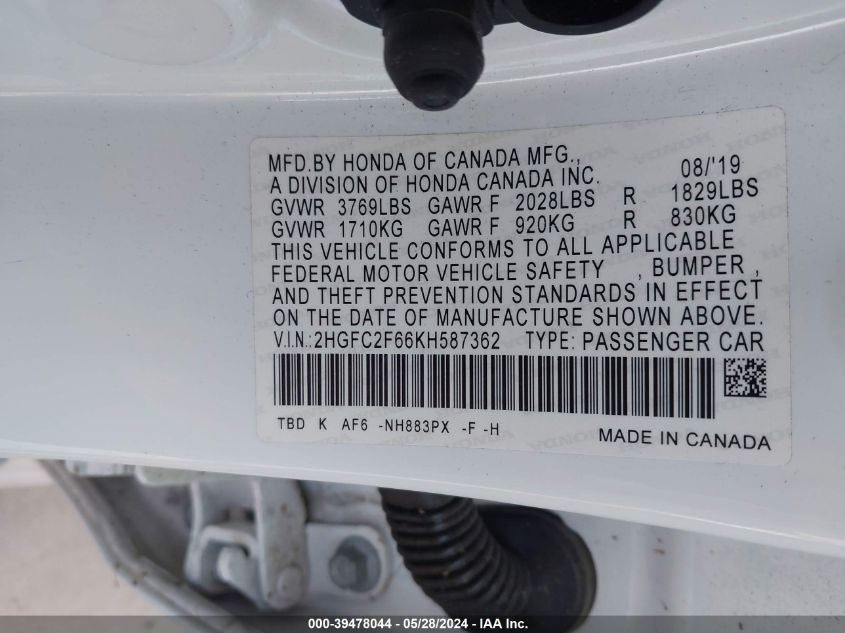 MFD.BY HONDA OF CANADA MFG., 08/'19
A DIVISION OF HONDA CANADA INC.
GVWR 3769LBS GAWR F 2028LBS R 1829LBS
GVWR 1710KG GAWR F 920KG R 830KG
THIS VEHICLE CONFORMS TO ALL APPLICABLE
FEDERAL MOTOR VEHICLE SAFETY , BUMPER ,
AND THEFT PREVENTION STANDARDS IN EFFECT
ON THE DATE OF MANUFACTURE SHOWN ABOVE.
V.I.N.:2HGFC2F66KH587362 TYPE: PASSENGER CAR
TBD K AF6 -NH883PX -F -H
MADE IN CANADA
000-39478044 - 05/28/2024 - IAA Inc.